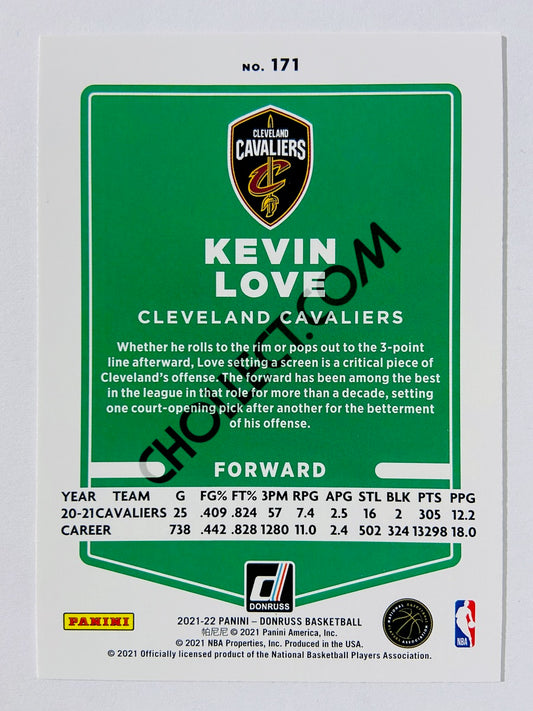 NO. 171
CLEVELAND
CAVALIERS
C
KEVIN
LOVE
CLEVELAND CAVALIERS
Whether he rolls to the rim or pops out to the 3-point
line afterward, Love setting a screen is a critical piece of
Cleveland's offense. The forward has been among the best
in the league in that role for more than a decade, setting
one court-opening pick after another for the betterment
of his offense.
CHOLLECT.COM
FORWARD
YEAR TEAM G FG% FT% 3PM RPG APG STL BLK PTS PPG
20-21 CAVALIERS 25 .409 .824 57 7.4 2.5 16 2 305 12.2
CAREER 738 .442 .828 1280 11.0 2.4 502 324 13298 18.0
d
DONRUSS
PANINI
2021-22 PANINI – DONRUSS BASKETBALL
帕尼尼 © 2021 Panini America, Inc.
© 2021 NBA Properties, Inc. Produced in the USA.
© 2021 Officially licensed product of the National Basketball Players Association.
NATIONAL BASKETBALL
PLAYERS ASSOCIATION
NBA